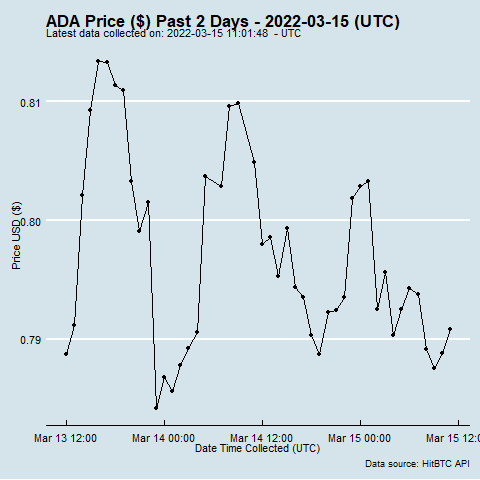 ADA Price ($) Past 2 Days - 2022-03-15 (UTC)
Latest data collected on: 2022-03-15 11:01:48  - UTC
0.81
0.80
0.79
Price USD ($)
Mar 13 12:00 Mar 14 00:00 Mar 14 12:00 Mar 15 00:00 Mar 15 12:00
Date Time Collected (UTC)
Data source: HitBTC API